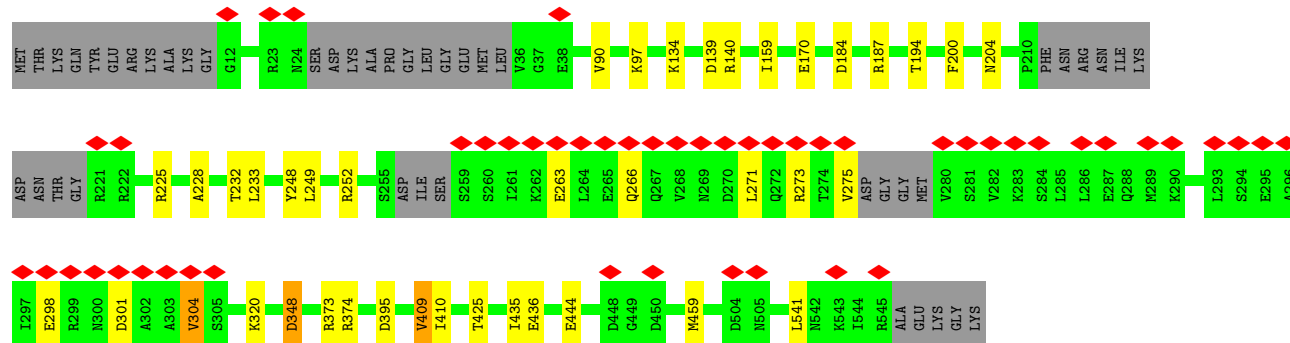 MET THR LYS GLN TYR GLU ARG LYS ALA LYS GLY G12 R23 N24 SER ASP LYS ALA PRO GLY LEU GLY GLU MET LEU V36 G37 E38 V90 K97 K134 D139 R140 I159 E170 D184 R187 T194 F200 N204 P210 PHE ASN ARG ASN ILE LYS
ASP ASN THR GLY R221 R222 R225 A228 T232 L233 Y248 L249 R252 S255 ASP ILE SER S259 S260 I261 K262 E263 L264 E265 Q266 Q267 V268 N269 D270 L271 Q272 R273 T274 V275 ASP GLY GLY MET V280 S281 V282 K283 S284 L285 L286 E287 Q288 M289 K290 L293 S294 E295 A296
I297 E298 R299 N300 D301 A302 A303 V304 S305 K320 D348 R373 R374 D395 V409 I410 T425 I435 E436 E444 D448 G449 D450 M459 D504 N505 L541 N542 K543 I544 R545 ALA GLU LYS GLY LYS